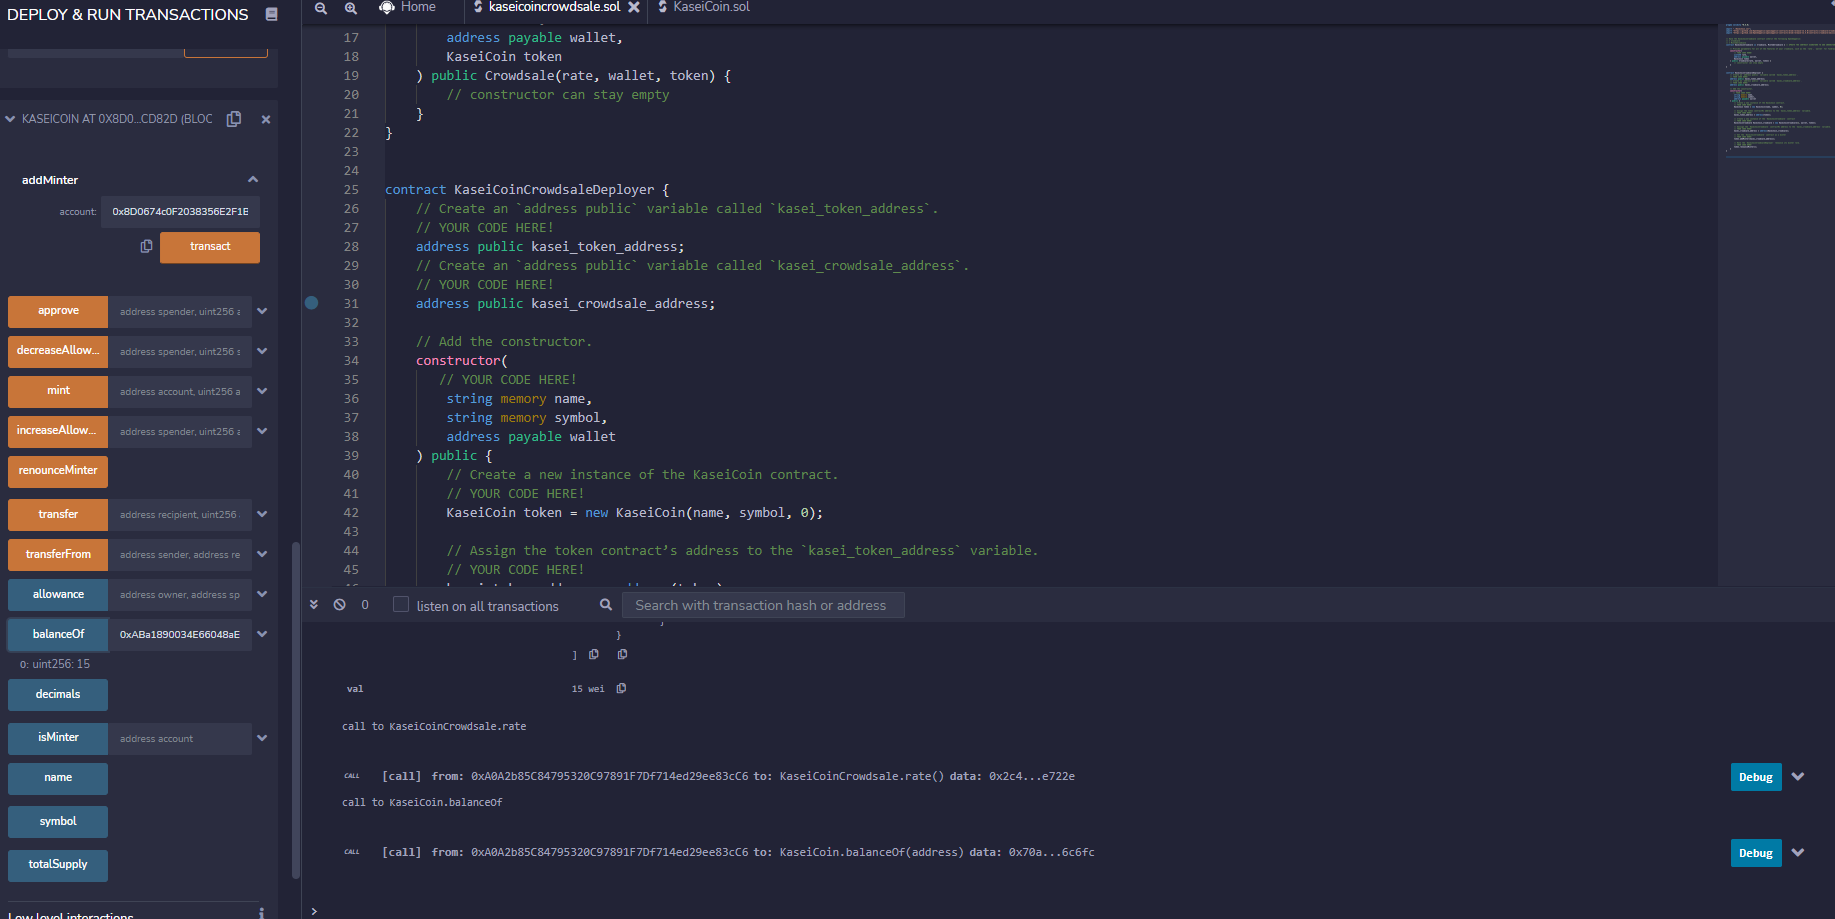 DEPLOY & RUN TRANSACTIONS
KASEICOIN AT 0X8D0...CD82D (BLOC
addMinter
account:
0x8D0674c0F2038356E2F1E
transact
approve
address spender, uint256 a
decreaseAllow...
address spender, uint256 s
mint
address account, uint256 a
increaseAllow...
address spender, uint256 a
renounceMinter
transfer
address recipient, uint256
transferFrom
address sender, address re
allowance
address owner, address sp
balanceOf
0xABa1890034E66048aE
0: uint256: 15
decimals
isMinter
address account
name
symbol
totalSupply
Low level interactions
i
Home
kaseicoincrowdsale.sol
KaseiCoin.sol
17 address payable wallet,
18 KaseiCoin token
19 ) public Crowdsale(rate, wallet, token) {
20 // constructor can stay empty
21 }
22 }
23
24
25 contract KaseiCoinCrowdsaleDeployer {
26 // Create an `address public` variable called `kasei_token_address`.
27 // YOUR CODE HERE!
28 address public kasei_token_address;
29 // Create an `address public` variable called `kasei_crowdsale_address`.
30 // YOUR CODE HERE!
31 address public kasei_crowdsale_address;
32
33 // Add the constructor.
34 constructor(
35 // YOUR CODE HERE!
36 string memory name,
37 string memory symbol,
38 address payable wallet
39 ) public {
40 // Create a new instance of the KaseiCoin contract.
41 // YOUR CODE HERE!
42 KaseiCoin token = new KaseiCoin(name, symbol, 0);
43
44 // Assign the token contract’s address to the `kasei_token_address` variable.
45 // YOUR CODE HERE!
0
listen on all transactions
Search with transaction hash or address
}
]
val 15 wei
call to KaseiCoinCrowdsale.rate
CALL [call] from: 0xA0A2b85C84795320C97891F7Df714ed29ee83cC6 to: KaseiCoinCrowdsale.rate() data: 0x2c4...e722e
Debug
call to KaseiCoin.balanceOf
CALL [call] from: 0xA0A2b85C84795320C97891F7Df714ed29ee83cC6 to: KaseiCoin.balanceOf(address) data: 0x70a...6c6fc
Debug
>